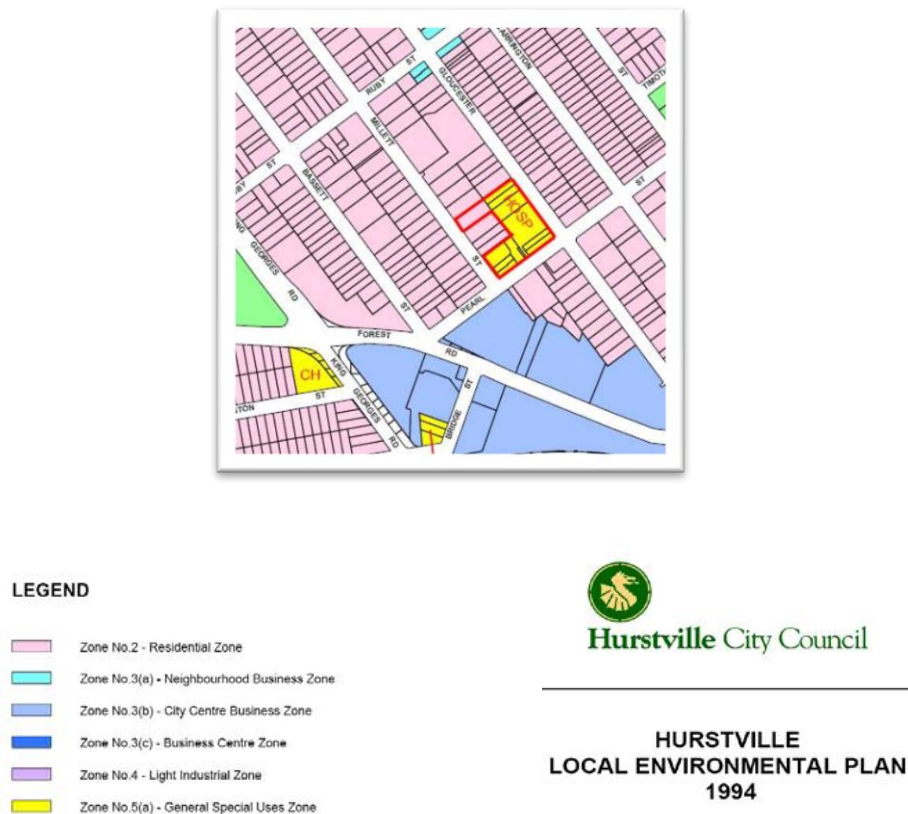 RUBY ST
GLOUCESTER
ST
TIMOTH
MILLETT
BASSETT
ST
HOSP
ST
ST
GEORGES
RD
ST
PEARL
FOREST
RD
CH
KING
GEORGES
RD
ST
BRIDGE
ST
LEGEND
Zone No.2 - Residential Zone
Zone No.3(a) - Neighbourhood Business Zone
Zone No.3(b) - City Centre Business Zone
Zone No.3(c) - Business Centre Zone
Zone No.4 - Light Industrial Zone
Zone No.5(a) - General Special Uses Zone
Hurstville City Council
HURSTVILLE
LOCAL ENVIRONMENTAL PLAN
1994